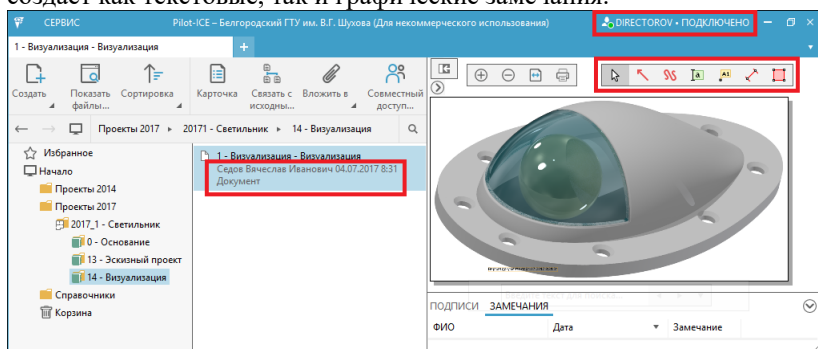 создает как текстовые, так и графические замечания.
СЕРВИС
Pilot-ICE – Белгородский ГТУ им. В.Г. Шухова (Для некоммерческого использования)
DIRECTOROV • ПОДКЛЮЧЕНО
1 - Визуализация - Визуализация
+
Создать
Показать файлы...
Сортировка
Карточка
Связать с исходны...
Вложить в
Совместный доступ...
Проекты 2017 ▸ 20171 - Светильник ▸ 14 - Визуализация
Избранное
Начало
Проекты 2014
Проекты 2017
2017_1 - Светильник
0 - Основание
13 - Эскизный проект
14 - Визуализация
Справочники
Корзина
1 - Визуализация - Визуализация
Седов Вячеслав Иванович 04.07.2017 8:31
Документ
ПОДПИСИ ЗАМЕЧАНИЯ
ФИО Дата Замечание